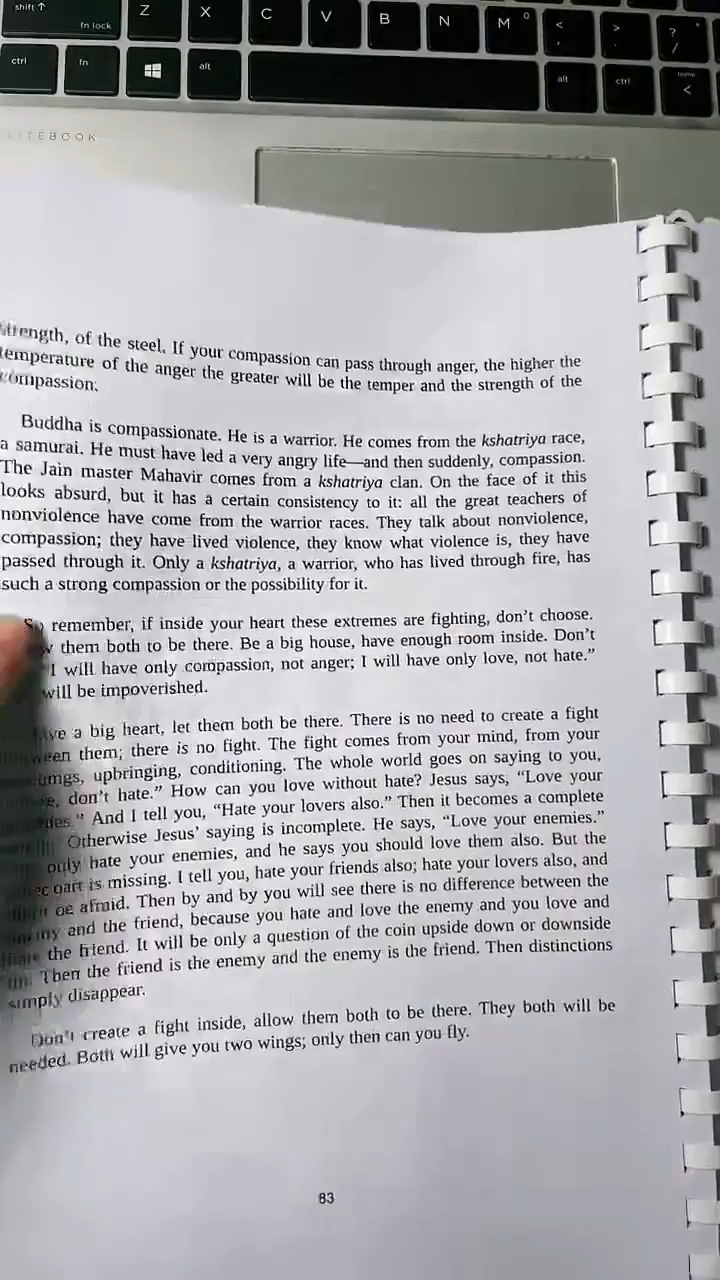 shift ↑
fn lock
Z X C V B N M < > ?
, . /
ctrl fn alt alt ctrl home
<
ITEBOOK
strength, of the steel. If your compassion can pass through anger, the higher the
temperature of the anger the greater will be the temper and the strength of the
compassion.
Buddha is compassionate. He is a warrior. He comes from the kshatriya race,
a samurai. He must have led a very angry life—and then suddenly, compassion.
The Jain master Mahavir comes from a kshatriya clan. On the face of it this
looks absurd, but it has a certain consistency to it: all the great teachers of
nonviolence have come from the warrior races. They talk about nonviolence,
compassion; they have lived violence, they know what violence is, they have
passed through it. Only a kshatriya, a warrior, who has lived through fire, has
such a strong compassion or the possibility for it.
So remember, if inside your heart these extremes are fighting, don't choose.
them both to be there. Be a big house, have enough room inside. Don't
I will have only compassion, not anger; I will have only love, not hate."
will be impoverished.
a big heart, let them both be there. There is no need to create a fight
them; there is no fight. The fight comes from your mind, from your
upbringing, conditioning. The whole world goes on saying to you,
don't hate." How can you love without hate? Jesus says, "Love your
And I tell you, "Hate your lovers also." Then it becomes a complete
Otherwise Jesus' saying is incomplete. He says, "Love your enemies."
only hate your enemies, and he says you should love them also. But the
part is missing. I tell you, hate your friends also; hate your lovers also, and
be afraid. Then by and by you will see there is no difference between the
and the friend, because you hate and love the enemy and you love and
the friend. It will be only a question of the coin upside down or downside
Then the friend is the enemy and the enemy is the friend. Then distinctions
simply disappear.
Don't create a fight inside, allow them both to be there. They both will be
needed. Both will give you two wings; only then can you fly.
83